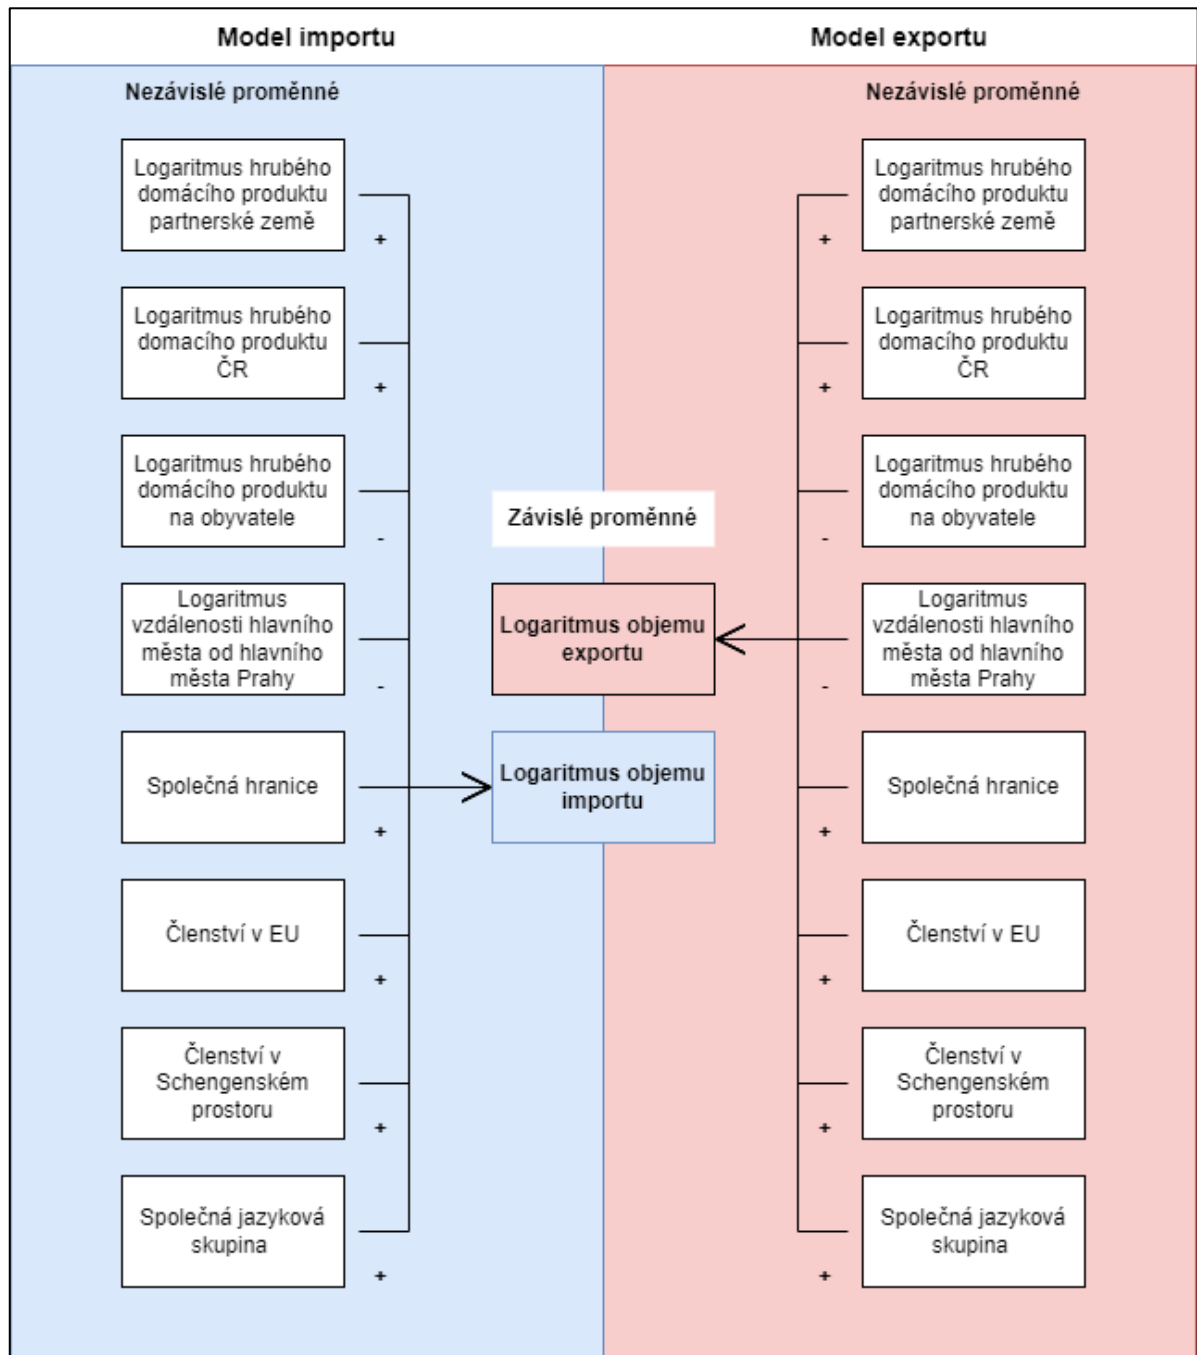 Model importu
Model exportu
Nezávislé proměnné
Logaritmus hrubého
domácího produktu
partnerské země
+
Logaritmus hrubého
domacího produktu
ČR
+
Logaritmus hrubého
domácího produktu
na obyvatele
-
Logaritmus
vzdálenosti hlavního
města od hlavního
města Prahy
-
Společná hranice
+
Členství v EU
+
Členství v
Schengenském
prostoru
+
Společná jazyková
skupina
+
Závislé proměnné
Logaritmus objemu
exportu
Logaritmus objemu
importu
Nezávislé proměnné
Logaritmus hrubého
domácího produktu
partnerské země
+
Logaritmus hrubého
domacího produktu
ČR
+
Logaritmus hrubého
domácího produktu
na obyvatele
-
Logaritmus
vzdálenosti hlavního
města od hlavního
města Prahy
-
Společná hranice
+
Členství v EU
+
Členství v
Schengenském
prostoru
+
Společná jazyková
skupina
+